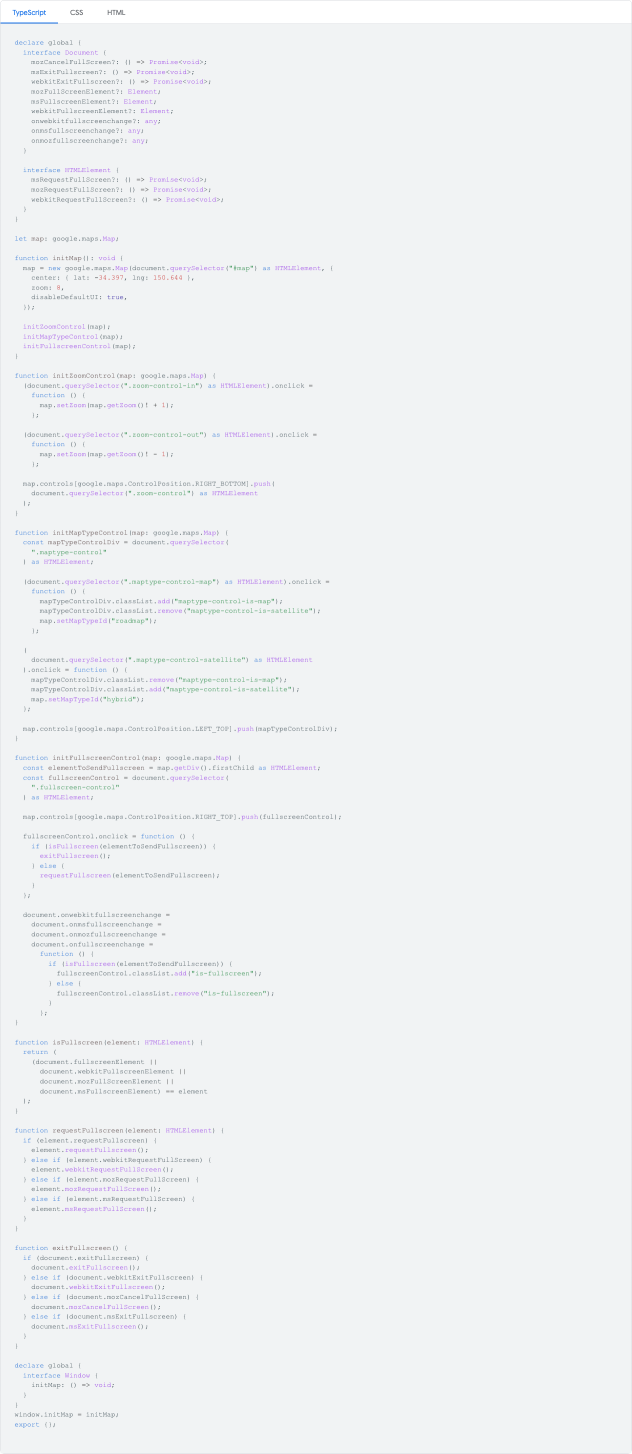 TypeScript CSS HTML
declare global {
  interface Document {
    mozCancelFullScreen?: () => Promise<void>;
    msExitFullscreen?: () => Promise<void>;
    webkitExitFullscreen?: () => Promise<void>;
    mozFullScreenElement?: Element;
    msFullscreenElement?: Element;
    webkitFullscreenElement?: Element;
    onwebkitfullscreenchange?: any;
    onmsfullscreenchange?: any;
    onmozfullscreenchange?: any;
  }

  interface HTMLElement {
    msRequestFullScreen?: () => Promise<void>;
    mozRequestFullScreen?: () => Promise<void>;
    webkitRequestFullScreen?: () => Promise<void>;
  }
}

let map: google.maps.Map;

function initMap(): void {
  map = new google.maps.Map(document.querySelector("#map") as HTMLElement, {
    center: { lat: -34.397, lng: 150.644 },
    zoom: 8,
    disableDefaultUI: true,
  });

  initZoomControl(map);
  initMapTypeControl(map);
  initFullscreenControl(map);
}

function initZoomControl(map: google.maps.Map) {
  (document.querySelector(".zoom-control-in") as HTMLElement).onclick =
    function () {
      map.setZoom(map.getZoom()! + 1);
    };

  (document.querySelector(".zoom-control-out") as HTMLElement).onclick =
    function () {
      map.setZoom(map.getZoom()! - 1);
    };

  map.controls[google.maps.ControlPosition.RIGHT_BOTTOM].push(
    document.querySelector(".zoom-control") as HTMLElement
  );
}

function initMapTypeControl(map: google.maps.Map) {
  const mapTypeControlDiv = document.querySelector(
    ".maptype-control"
  ) as HTMLElement;

  (document.querySelector(".maptype-control-map") as HTMLElement).onclick =
    function () {
      mapTypeControlDiv.classList.add("maptype-control-is-map");
      mapTypeControlDiv.classList.remove("maptype-control-is-satellite");
      map.setMapTypeId("roadmap");
    };

  (
    document.querySelector(".maptype-control-satellite") as HTMLElement
  ).onclick = function () {
    mapTypeControlDiv.classList.remove("maptype-control-is-map");
    mapTypeControlDiv.classList.add("maptype-control-is-satellite");
    map.setMapTypeId("hybrid");
  };

  map.controls[google.maps.ControlPosition.LEFT_TOP].push(mapTypeControlDiv);
}

function initFullscreenControl(map: google.maps.Map) {
  const elementToSendFullscreen = map.getDiv().firstChild as HTMLElement;
  const fullscreenControl = document.querySelector(
    ".fullscreen-control"
  ) as HTMLElement;

  map.controls[google.maps.ControlPosition.RIGHT_TOP].push(fullscreenControl);

  fullscreenControl.onclick = function () {
    if (isFullscreen(elementToSendFullscreen)) {
      exitFullscreen();
    } else {
      requestFullscreen(elementToSendFullscreen);
    }
  };

  document.onwebkitfullscreenchange =
    document.onmsfullscreenchange =
    document.onmozfullscreenchange =
    document.onfullscreenchange =
      function () {
        if (isFullscreen(elementToSendFullscreen)) {
          fullscreenControl.classList.add("is-fullscreen");
        } else {
          fullscreenControl.classList.remove("is-fullscreen");
        }
      };
}

function isFullscreen(element: HTMLElement) {
  return (
    (document.fullscreenElement ||
      document.webkitFullscreenElement ||
      document.mozFullScreenElement ||
      document.msFullscreenElement) == element
  );
}

function requestFullscreen(element: HTMLElement) {
  if (element.requestFullscreen) {
    element.requestFullscreen();
  } else if (element.webkitRequestFullScreen) {
    element.webkitRequestFullScreen();
  } else if (element.mozRequestFullScreen) {
    element.mozRequestFullScreen();
  } else if (element.msRequestFullScreen) {
    element.msRequestFullScreen();
  }
}

function exitFullscreen() {
  if (document.exitFullscreen) {
    document.exitFullscreen();
  } else if (document.webkitExitFullscreen) {
    document.webkitExitFullscreen();
  } else if (document.mozCancelFullScreen) {
    document.mozCancelFullScreen();
  } else if (document.msExitFullscreen) {
    document.msExitFullscreen();
  }
}

declare global {
  interface Window {
    initMap: () => void;
  }
}
window.initMap = initMap;
export {};